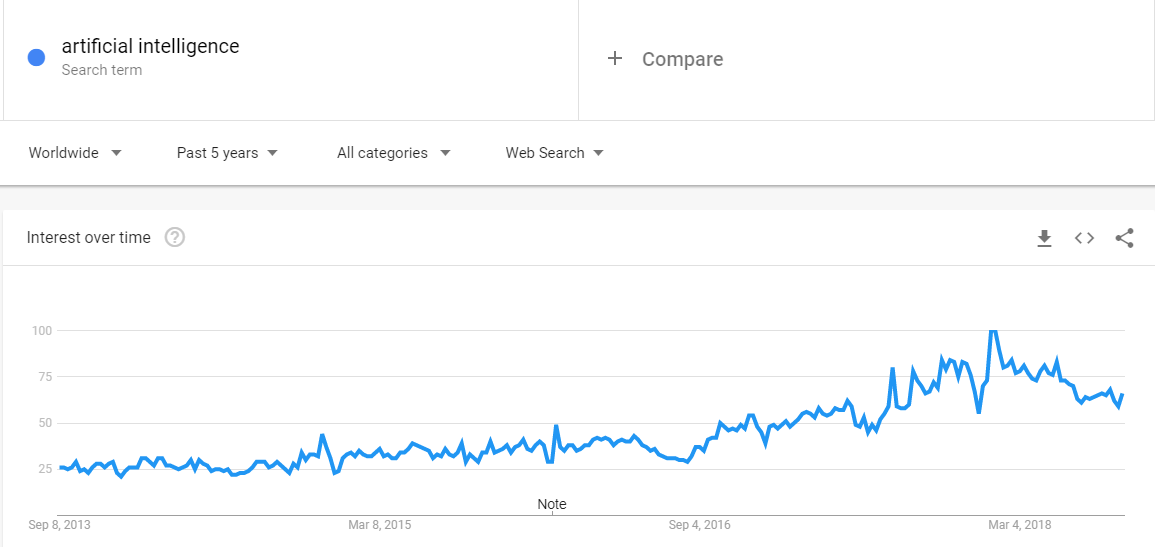 artificial intelligence
Search term
+ Compare
Worldwide
Past 5 years
All categories
Web Search
Interest over time ?
100
75
50
25
Note
Sep 8, 2013
Mar 8, 2015
Sep 4, 2016
Mar 4, 2018